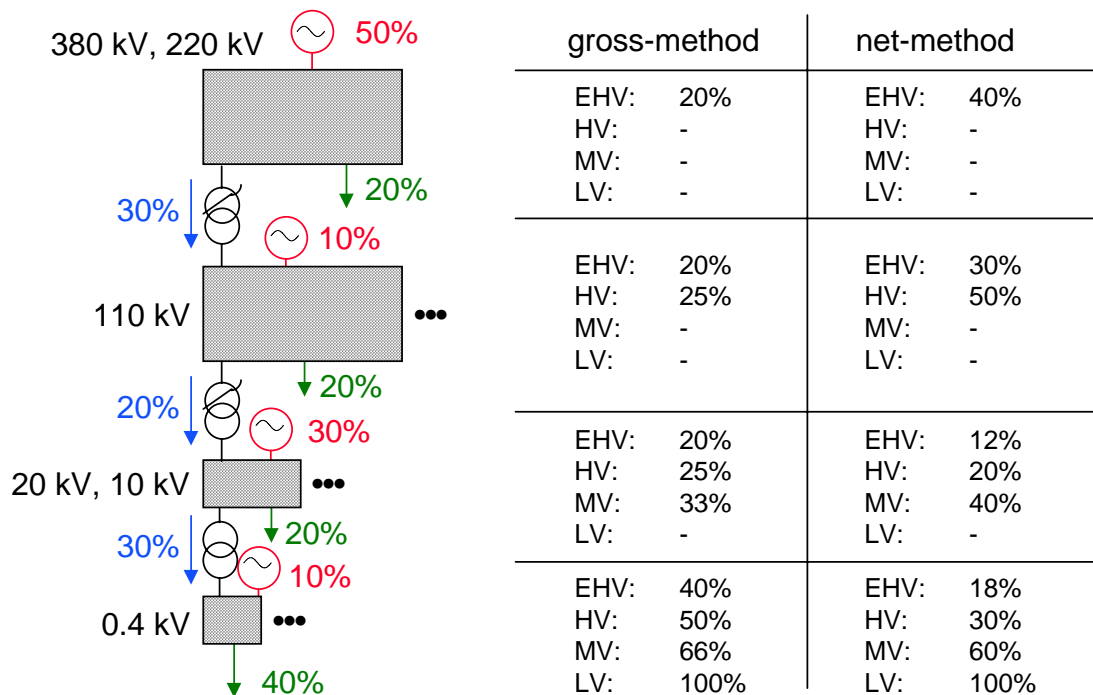 380 kV, 220 kV
50%
20%
30%
10%
110 kV
20%
20%
30%
20 kV, 10 kV
20%
30%
10%
0.4 kV
40%
gross-method net-method
EHV: 20% EHV: 40%
HV: - HV: -
MV: - MV: -
LV: - LV: -
EHV: 20% EHV: 30%
HV: 25% HV: 50%
MV: - MV: -
LV: - LV: -
EHV: 20% EHV: 12%
HV: 25% HV: 20%
MV: 33% MV: 40%
LV: - LV: -
EHV: 40% EHV: 18%
HV: 50% HV: 30%
MV: 66% MV: 60%
LV: 100% LV: 100%